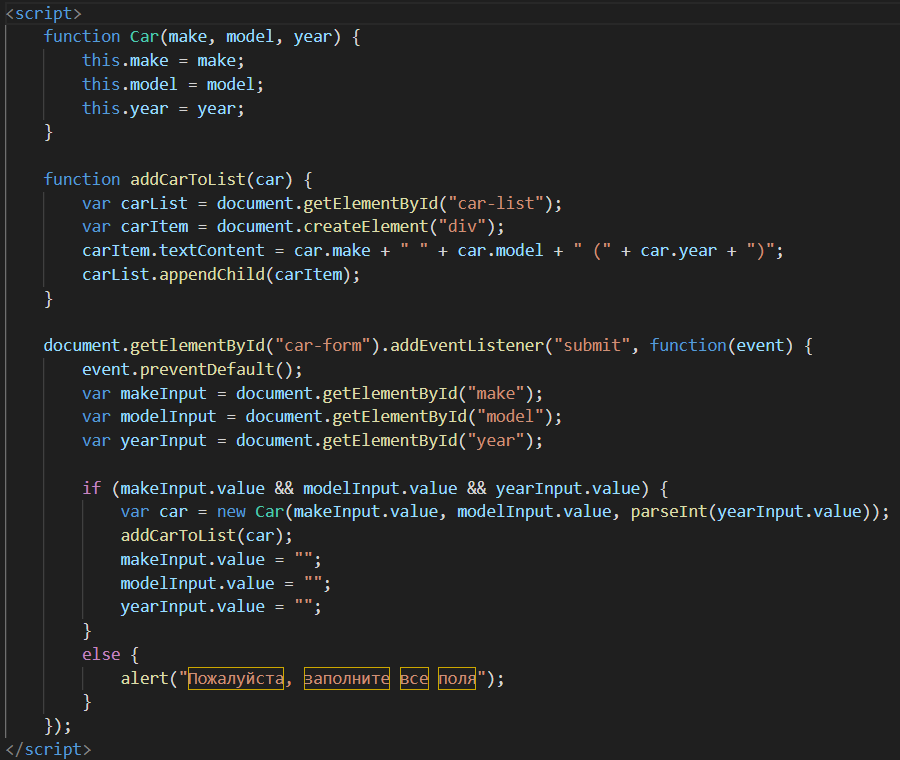 <script>
function Car(make, model, year) {
this.make = make;
this.model = model;
this.year = year;
}
function addCarToList(car) {
var carList = document.getElementById("car-list");
var carItem = document.createElement("div");
carItem.textContent = car.make + " " + car.model + " (" + car.year + ")";
carList.appendChild(carItem);
}
document.getElementById("car-form").addEventListener("submit", function(event) {
event.preventDefault();
var makeInput = document.getElementById("make");
var modelInput = document.getElementById("model");
var yearInput = document.getElementById("year");
if (makeInput.value && modelInput.value && yearInput.value) {
var car = new Car(makeInput.value, modelInput.value, parseInt(yearInput.value));
addCarToList(car);
makeInput.value = "";
modelInput.value = "";
yearInput.value = "";
}
else {
alert("Пожалуйста, заполните все поля");
}
});
</script>